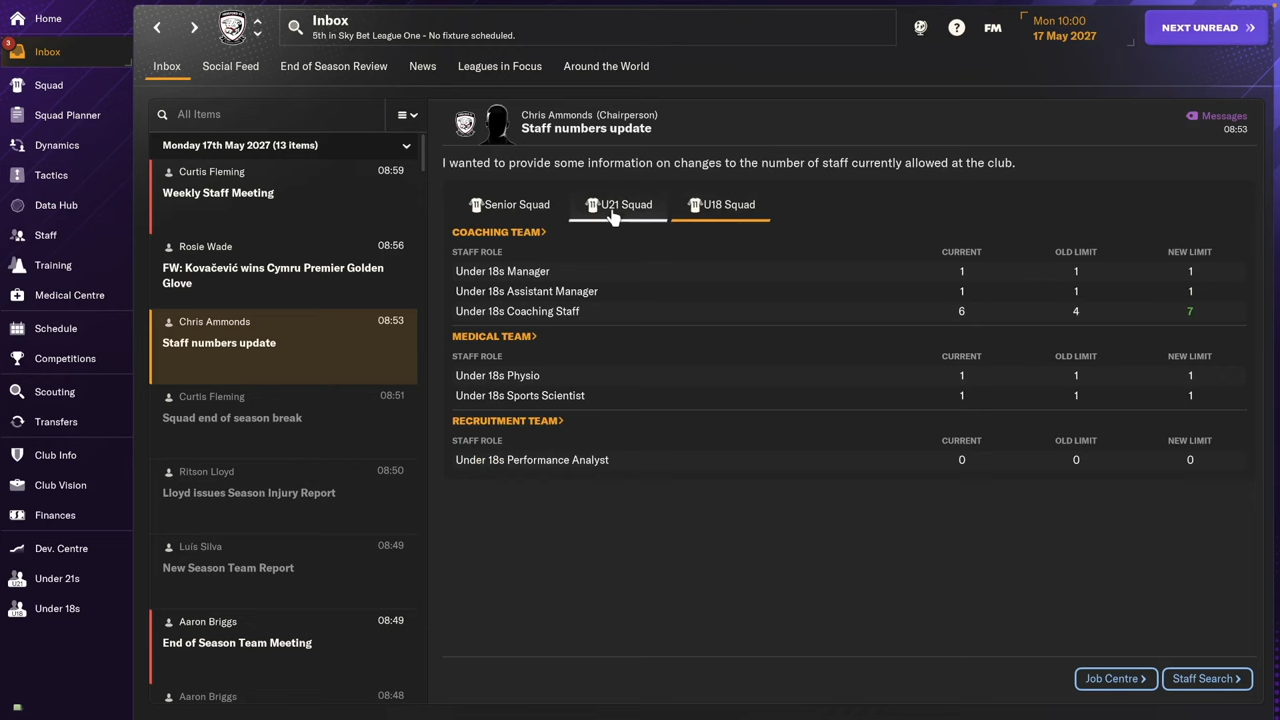 Home
3
Inbox
Squad
Squad Planner
Dynamics
Tactics
Data Hub
Staff
Training
Medical Centre
Schedule
Competitions
Scouting
Transfers
Club Info
Club Vision
Finances
Dev. Centre
U21
Under 21s
U18
Under 18s
Inbox
5th in Sky Bet League One - No fixture scheduled.
?
FM
Mon 10:00
17 May 2027
NEXT UNREAD
Inbox
Social Feed
End of Season Review
News
Leagues in Focus
Around the World
All Items
Monday 17th May 2027 (13 items)
Curtis Fleming 08:59
Weekly Staff Meeting
Rosie Wade 08:56
FW: Kovačević wins Cymru Premier Golden
Glove
Chris Ammonds 08:53
Staff numbers update
Curtis Fleming 08:51
Squad end of season break
Ritson Lloyd 08:50
Lloyd issues Season Injury Report
Luís Silva 08:49
New Season Team Report
Aaron Briggs 08:49
End of Season Team Meeting
Aaron Briggs 08:48
Chris Ammonds (Chairperson)
Staff numbers update
Messages
08:53
I wanted to provide some information on changes to the number of staff currently allowed at the club.
11 Senior Squad
11 U21 Squad
11 U18 Squad
COACHING TEAM>
STAFF ROLE CURRENT OLD LIMIT NEW LIMIT
Under 18s Manager 1 1 1
Under 18s Assistant Manager 1 1 1
Under 18s Coaching Staff 6 4 7
MEDICAL TEAM>
STAFF ROLE CURRENT OLD LIMIT NEW LIMIT
Under 18s Physio 1 1 1
Under 18s Sports Scientist 1 1 1
RECRUITMENT TEAM>
STAFF ROLE CURRENT OLD LIMIT NEW LIMIT
Under 18s Performance Analyst 0 0 0
Job Centre >
Staff Search >